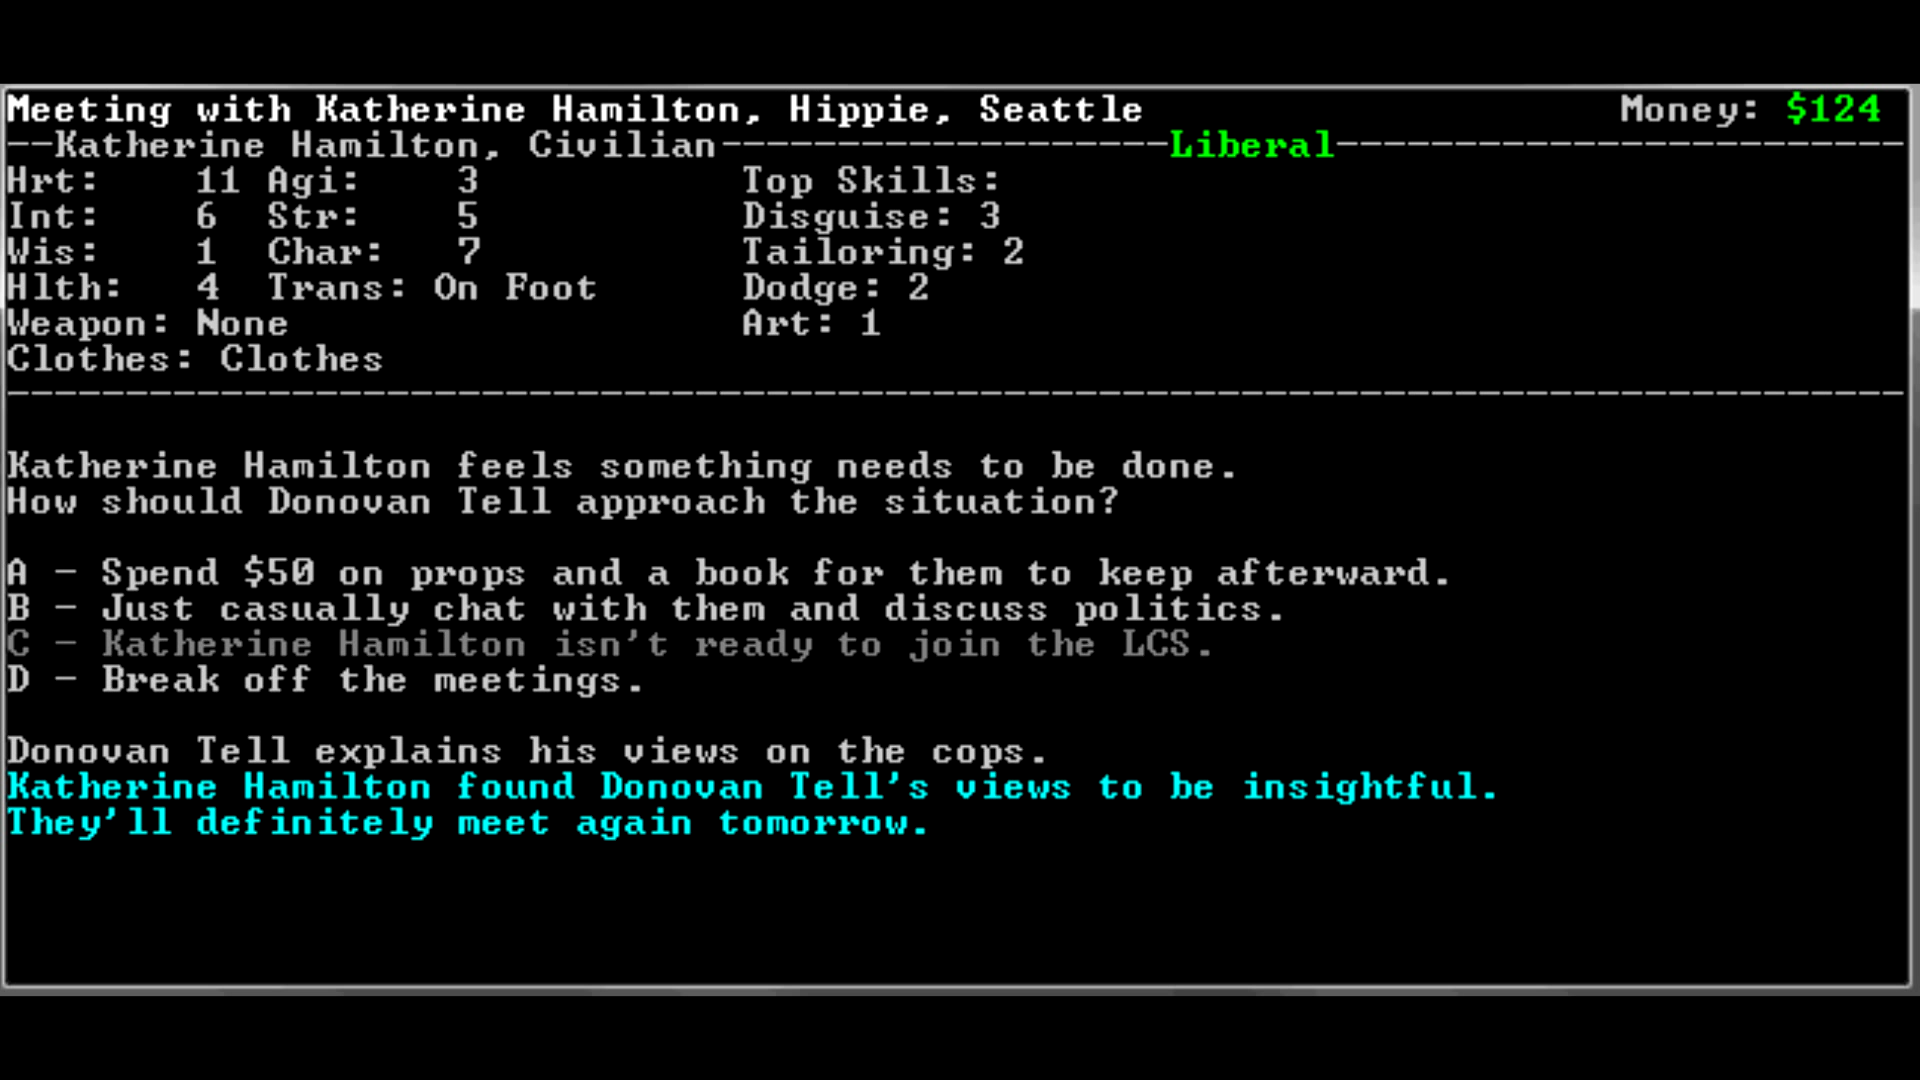 Meeting with Katherine Hamilton, Hippie, Seattle Money: $124
--Katherine Hamilton, Civilian-------------------Liberal------------------------
Hrt: 11 Agi: 3 Top Skills:
Int: 6 Str: 5 Disguise: 3
Wis: 1 Char: 7 Tailoring: 2
Hlth: 4 Trans: On Foot Dodge: 2
Weapon: None Art: 1
Clothes: Clothes
--------------------------------------------------------------------------------
Katherine Hamilton feels something needs to be done.
How should Donovan Tell approach the situation?
A - Spend $50 on props and a book for them to keep afterward.
B - Just casually chat with them and discuss politics.
C - Katherine Hamilton isn't ready to join the LCS.
D - Break off the meetings.
Donovan Tell explains his views on the cops.
Katherine Hamilton found Donovan Tell's views to be insightful.
They'll definitely meet again tomorrow.